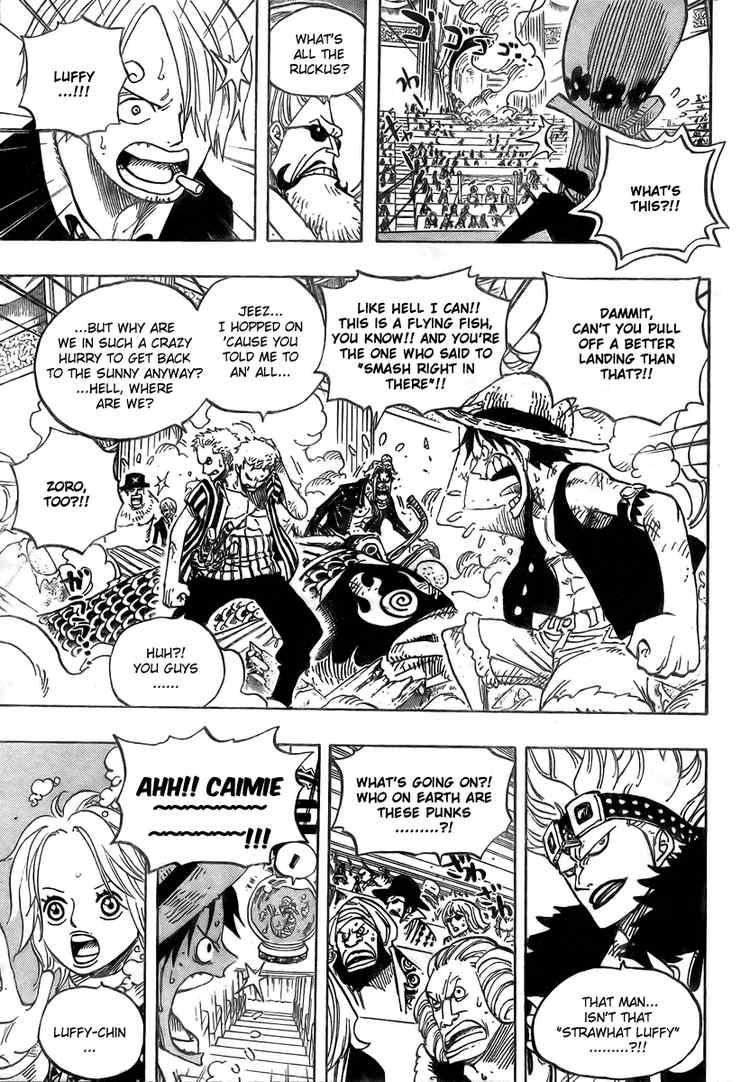 WHAT'S
THIS?!!
WHAT'S
ALL THE
RUCKUS?
LUFFY
...!!!
ゴゴゴゴ
DAMMIT,
CAN'T YOU PULL
OFF A BETTER
LANDING THAN
THAT?!!
LIKE HELL I CAN!!
THIS IS A FLYING FISH,
YOU KNOW!! AND YOU'RE
THE ONE WHO SAID TO
"SMASH RIGHT IN
THERE"!!
JEEZ...
I HOPPED ON
'CAUSE YOU
TOLD ME TO
AN' ALL...
...BUT WHY ARE
WE IN SUCH A CRAZY
HURRY TO GET BACK
TO THE SUNNY ANYWAY?
...HELL, WHERE
ARE WE?
ZORO,
TOO?!!
HUH?!
YOU GUYS
......
THAT MAN...
ISN'T THAT
"STRAWHAT LUFFY"
.........?!!
WHAT'S GOING ON?!
WHO ON EARTH ARE
THESE PUNKS
.........?!
AHH!! CAIMIE
~~~~~~~~~~
~~~~~~~~!!!
LUFFY-CHIN
...